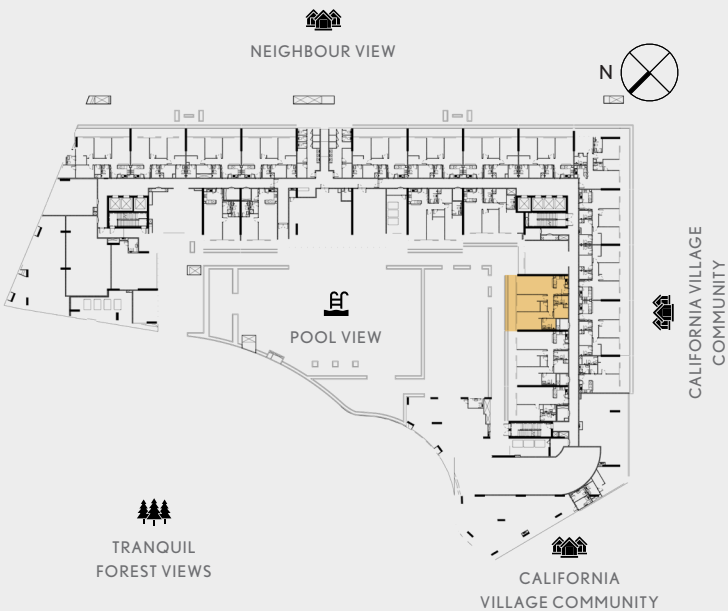 NEIGHBOUR VIEW
N
POOL VIEW
CALIFORNIA VILLAGE
COMMUNITY
TRANQUIL
FOREST VIEWS
CALIFORNIA
VILLAGE COMMUNITY